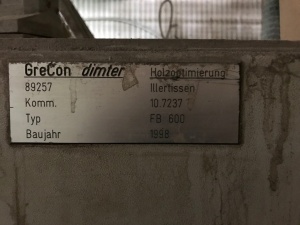 GreCon dimter Holzoptimierung
89257 Illertissen
Komm. 10.7237
Typ FB 600
Baujahr 1998